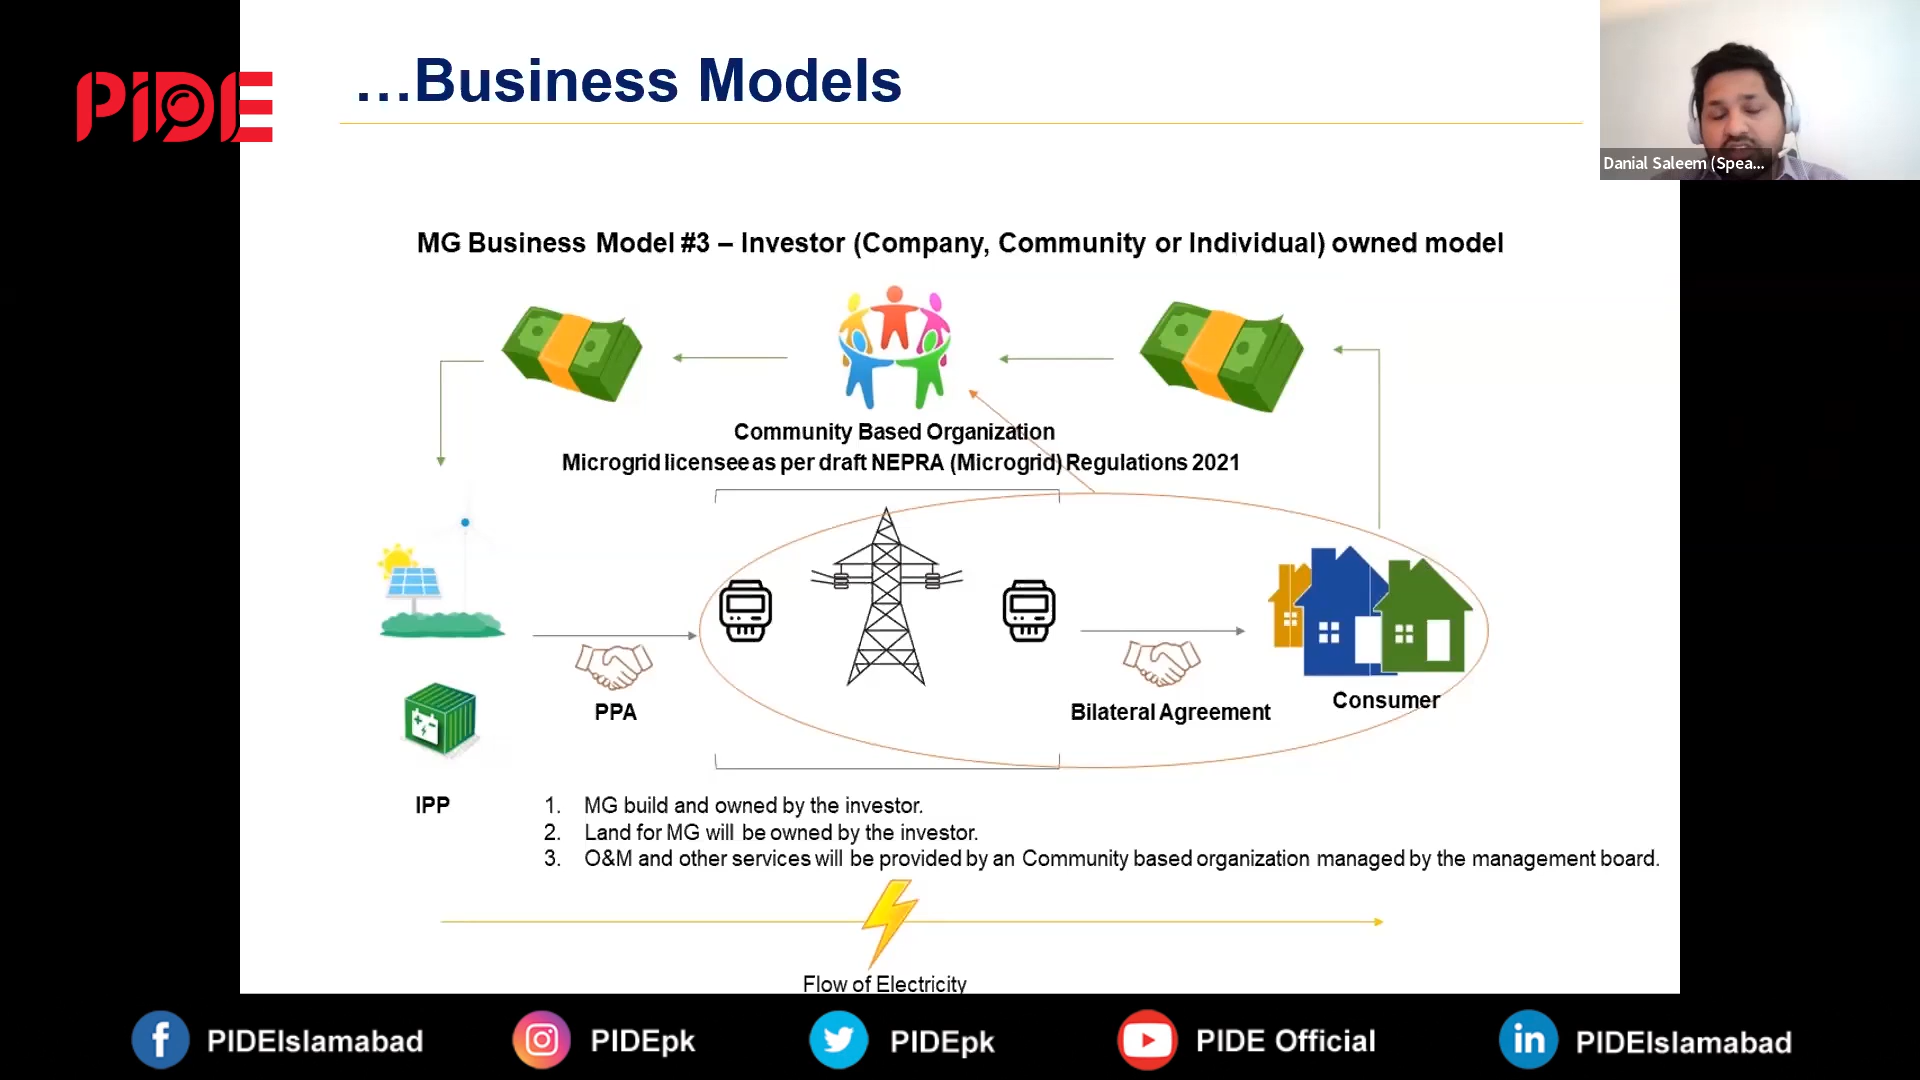 PiDE
…Business Models
Danial Saleem (Spea...
MG Business Model #3 – Investor (Company, Community or Individual) owned model
Community Based Organization
Microgrid licensee as per draft NEPRA (Microgrid) Regulations 2021
PPA
Bilateral Agreement
Consumer
IPP
1. MG build and owned by the investor.
2. Land for MG will be owned by the investor.
3. O&M and other services will be provided by an Community based organization managed by the management board.
Flow of Electricity
PIDEIslamabad
PIDEpk
PIDEpk
PIDE Official
PIDEIslamabad